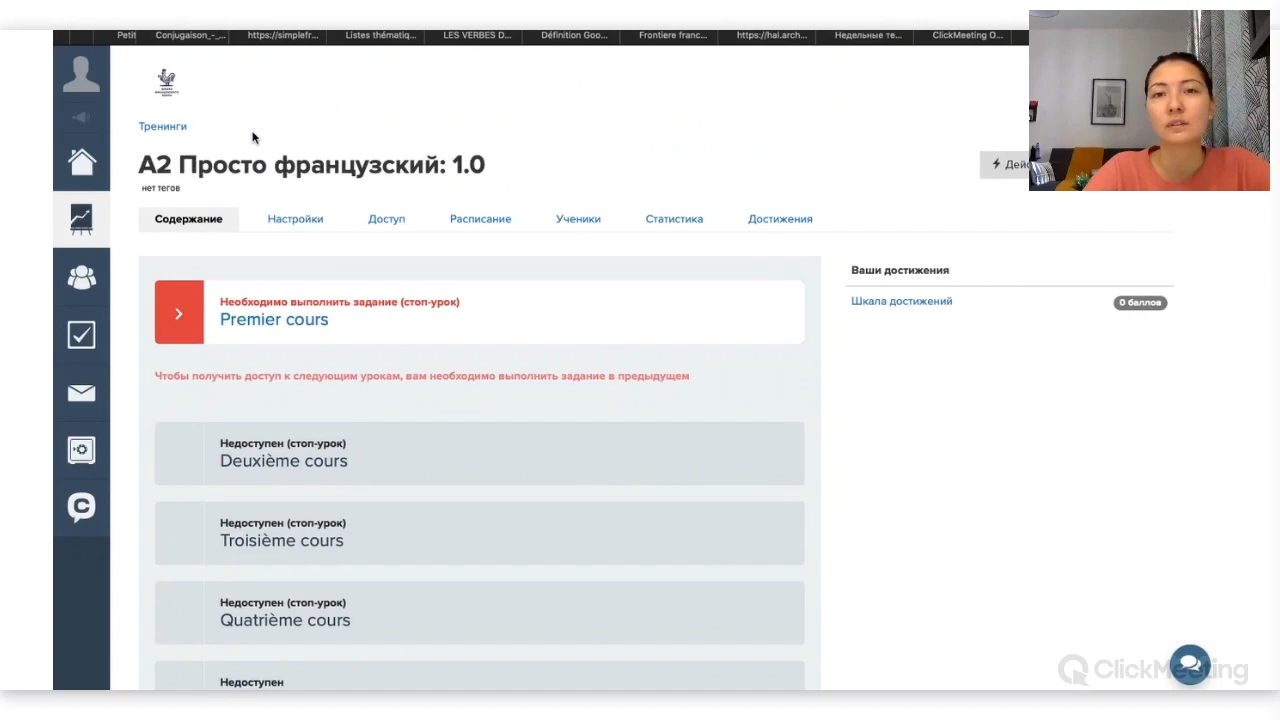 Petit
Conjugaison_-_...
https://simplefr...
Listes thématiq...
LES VERBES D...
Définition Goo...
Frontiere franc...
https://hal.arch...
Недельные те...
ClickMeeting O...
Тренинги
А2 Просто французский: 1.0
нет тегов
Дей
Содержание
Настройки
Доступ
Расписание
Ученики
Статистика
Достижения
Необходимо выполнить задание (стоп-урок)
Premier cours
Чтобы получить доступ к следующим урокам, вам необходимо выполнить задание в предыдущем
Недоступен (стоп-урок)
Deuxième cours
Недоступен (стоп-урок)
Troisième cours
Недоступен (стоп-урок)
Quatrième cours
Недоступен
Ваши достижения
Шкала достижений
0 баллов
ClickMeeting